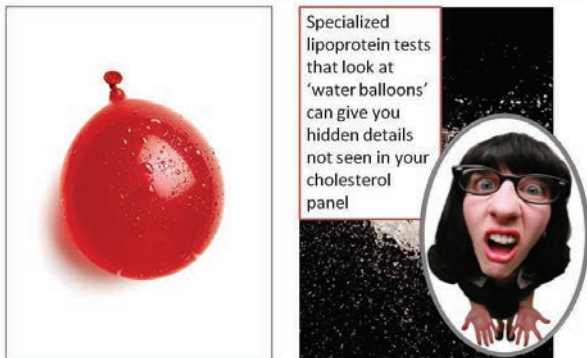 Specialized
lipoprotein tests
that look at
‘water balloons’
can give you
hidden details
not seen in your
cholesterol
panel